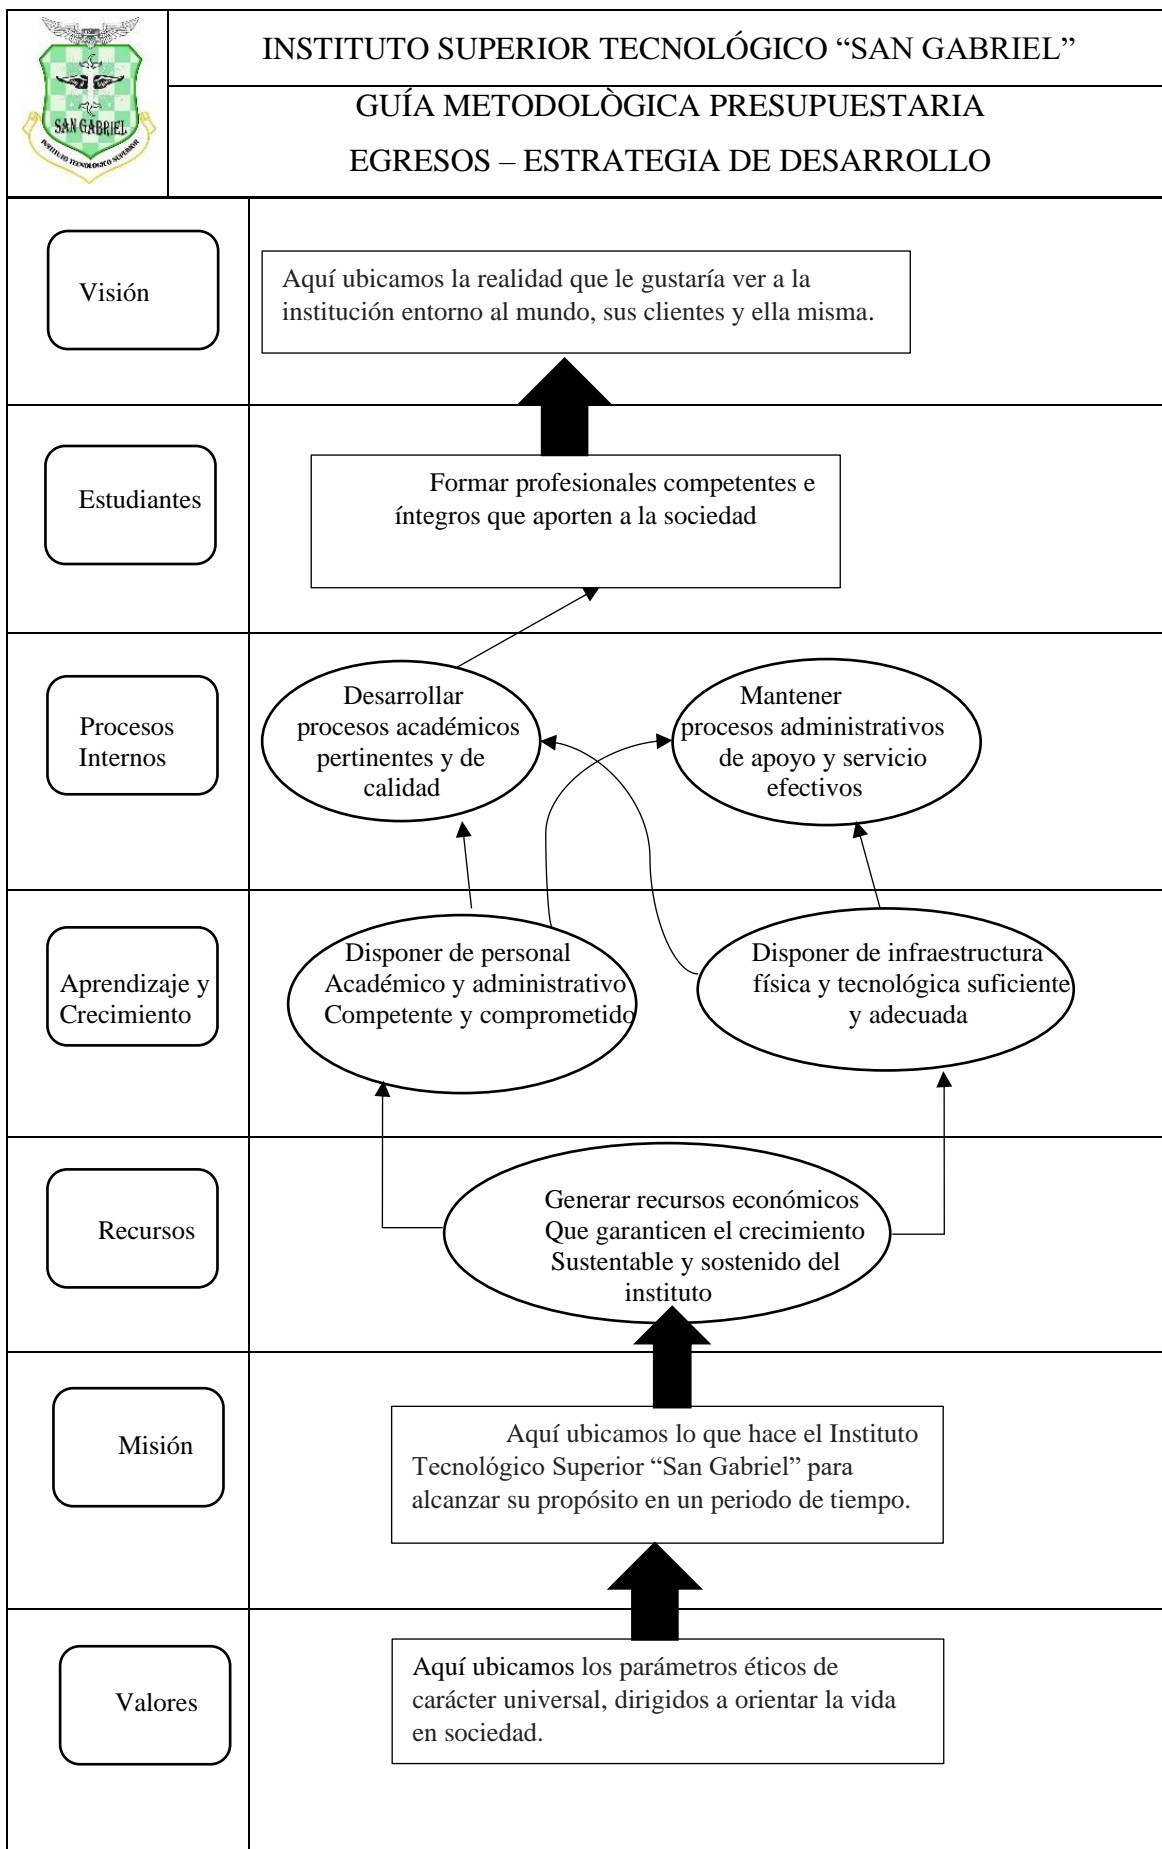 SAN GABRIEL
INSTITUTO TECNOLOGICO SUPERIOR
INSTITUTO SUPERIOR TECNOLÓGICO “SAN GABRIEL”
GUÍA METODOLÒGICA PRESUPUESTARIA
EGRESOS – ESTRATEGIA DE DESARROLLO
Visión
Aquí ubicamos la realidad que le gustaría ver a la
institución entorno al mundo, sus clientes y ella misma.
Estudiantes
Formar profesionales competentes e
íntegros que aporten a la sociedad
Procesos
Internos
Desarrollar
procesos académicos
pertinentes y de
calidad
Mantener
procesos administrativos
de apoyo y servicio
efectivos
Aprendizaje y
Crecimiento
Disponer de personal
Académico y administrativo
Competente y comprometido
Disponer de infraestructura
física y tecnológica suficiente
y adecuada
Recursos
Generar recursos económicos
Que garanticen el crecimiento
Sustentable y sostenido del
instituto
Misión
Aquí ubicamos lo que hace el Instituto
Tecnológico Superior “San Gabriel” para
alcanzar su propósito en un periodo de tiempo.
Valores
Aquí ubicamos los parámetros éticos de
carácter universal, dirigidos a orientar la vida
en sociedad.